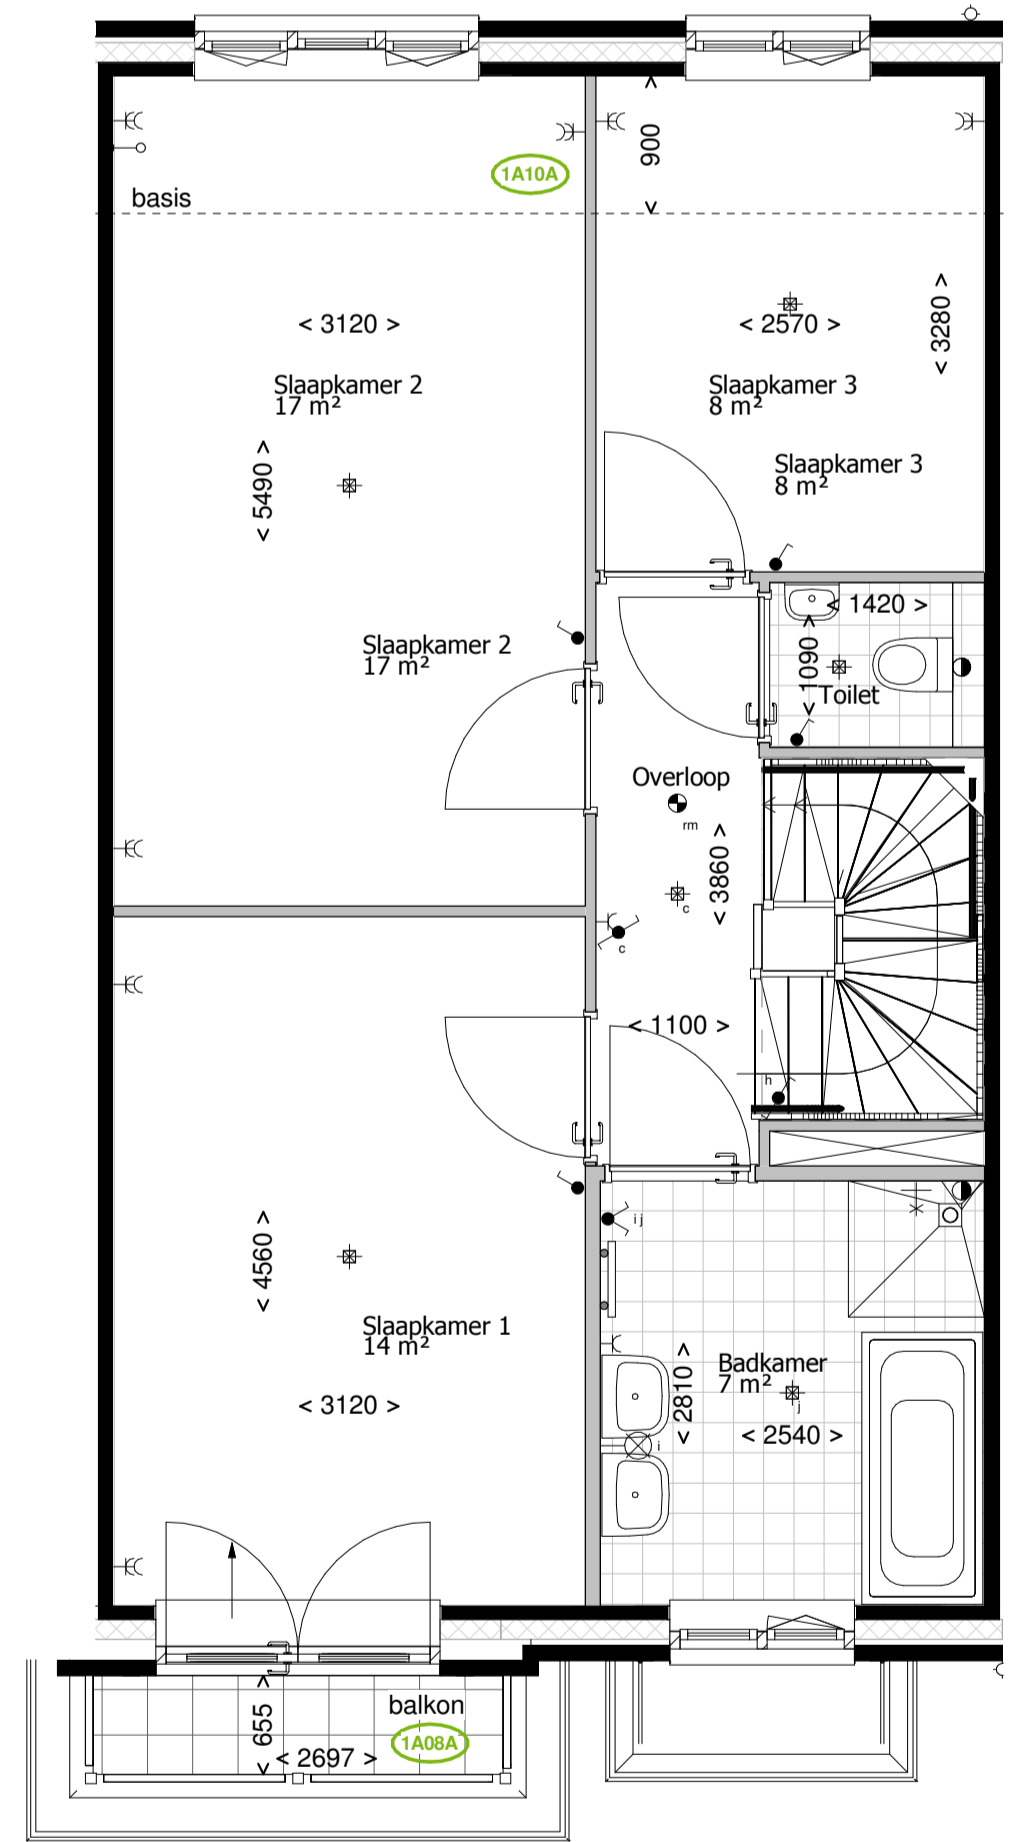 1A10A
900
basis
< 3120 >
< 2570 >
< 3280 >
Slaapkamer 2
17 m²
Slaapkamer 3
8 m²
< 5490 >
Slaapkamer 3
8 m²
< 1420 >
< 1090 >
Slaapkamer 2
17 m²
Toilet
Overloop
rm
< 3860 >
c
c
< 1100 >
h
i j
< 4560 >
Slaapkamer 1
14 m²
Badkamer
7 m²
< 2810 >
j
< 3120 >
< 2540 >
i
balkon
< 655 >
1A08A
< 2697 >